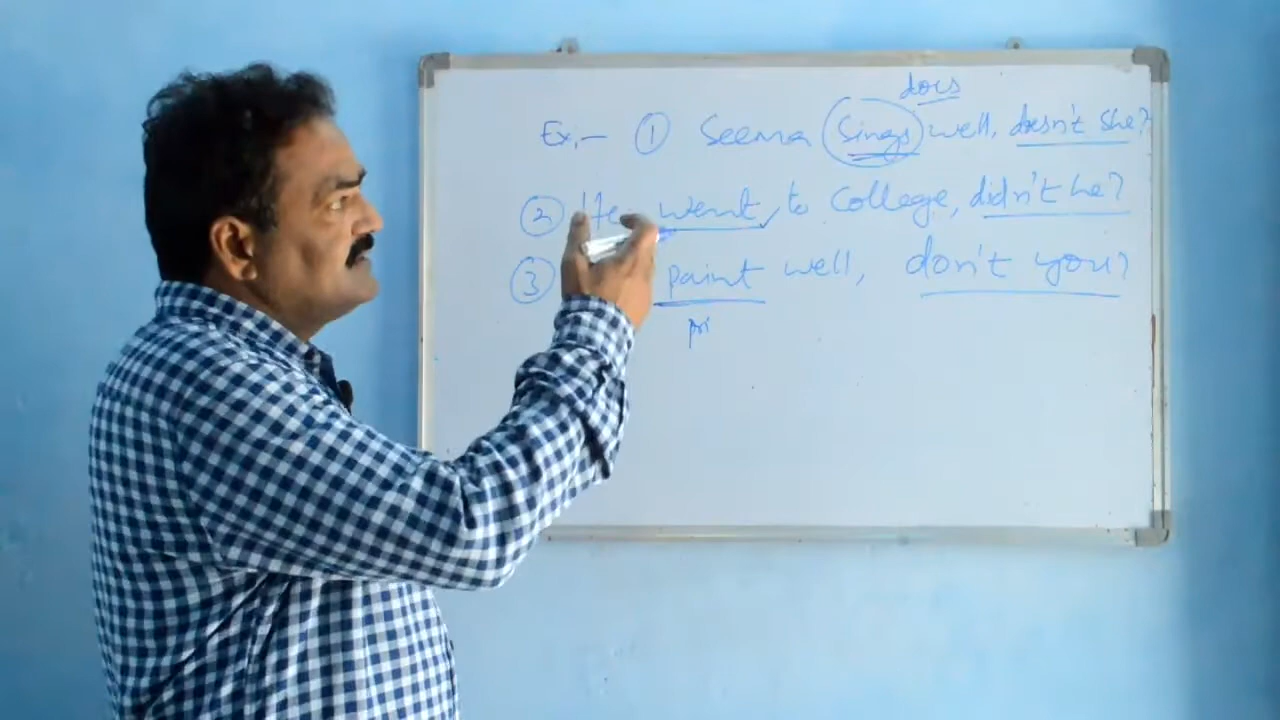 does
Ex,- ① Seema Sings well, doesn't she?
② He went to College, didn't he?
③ paint well, don't you?
pri